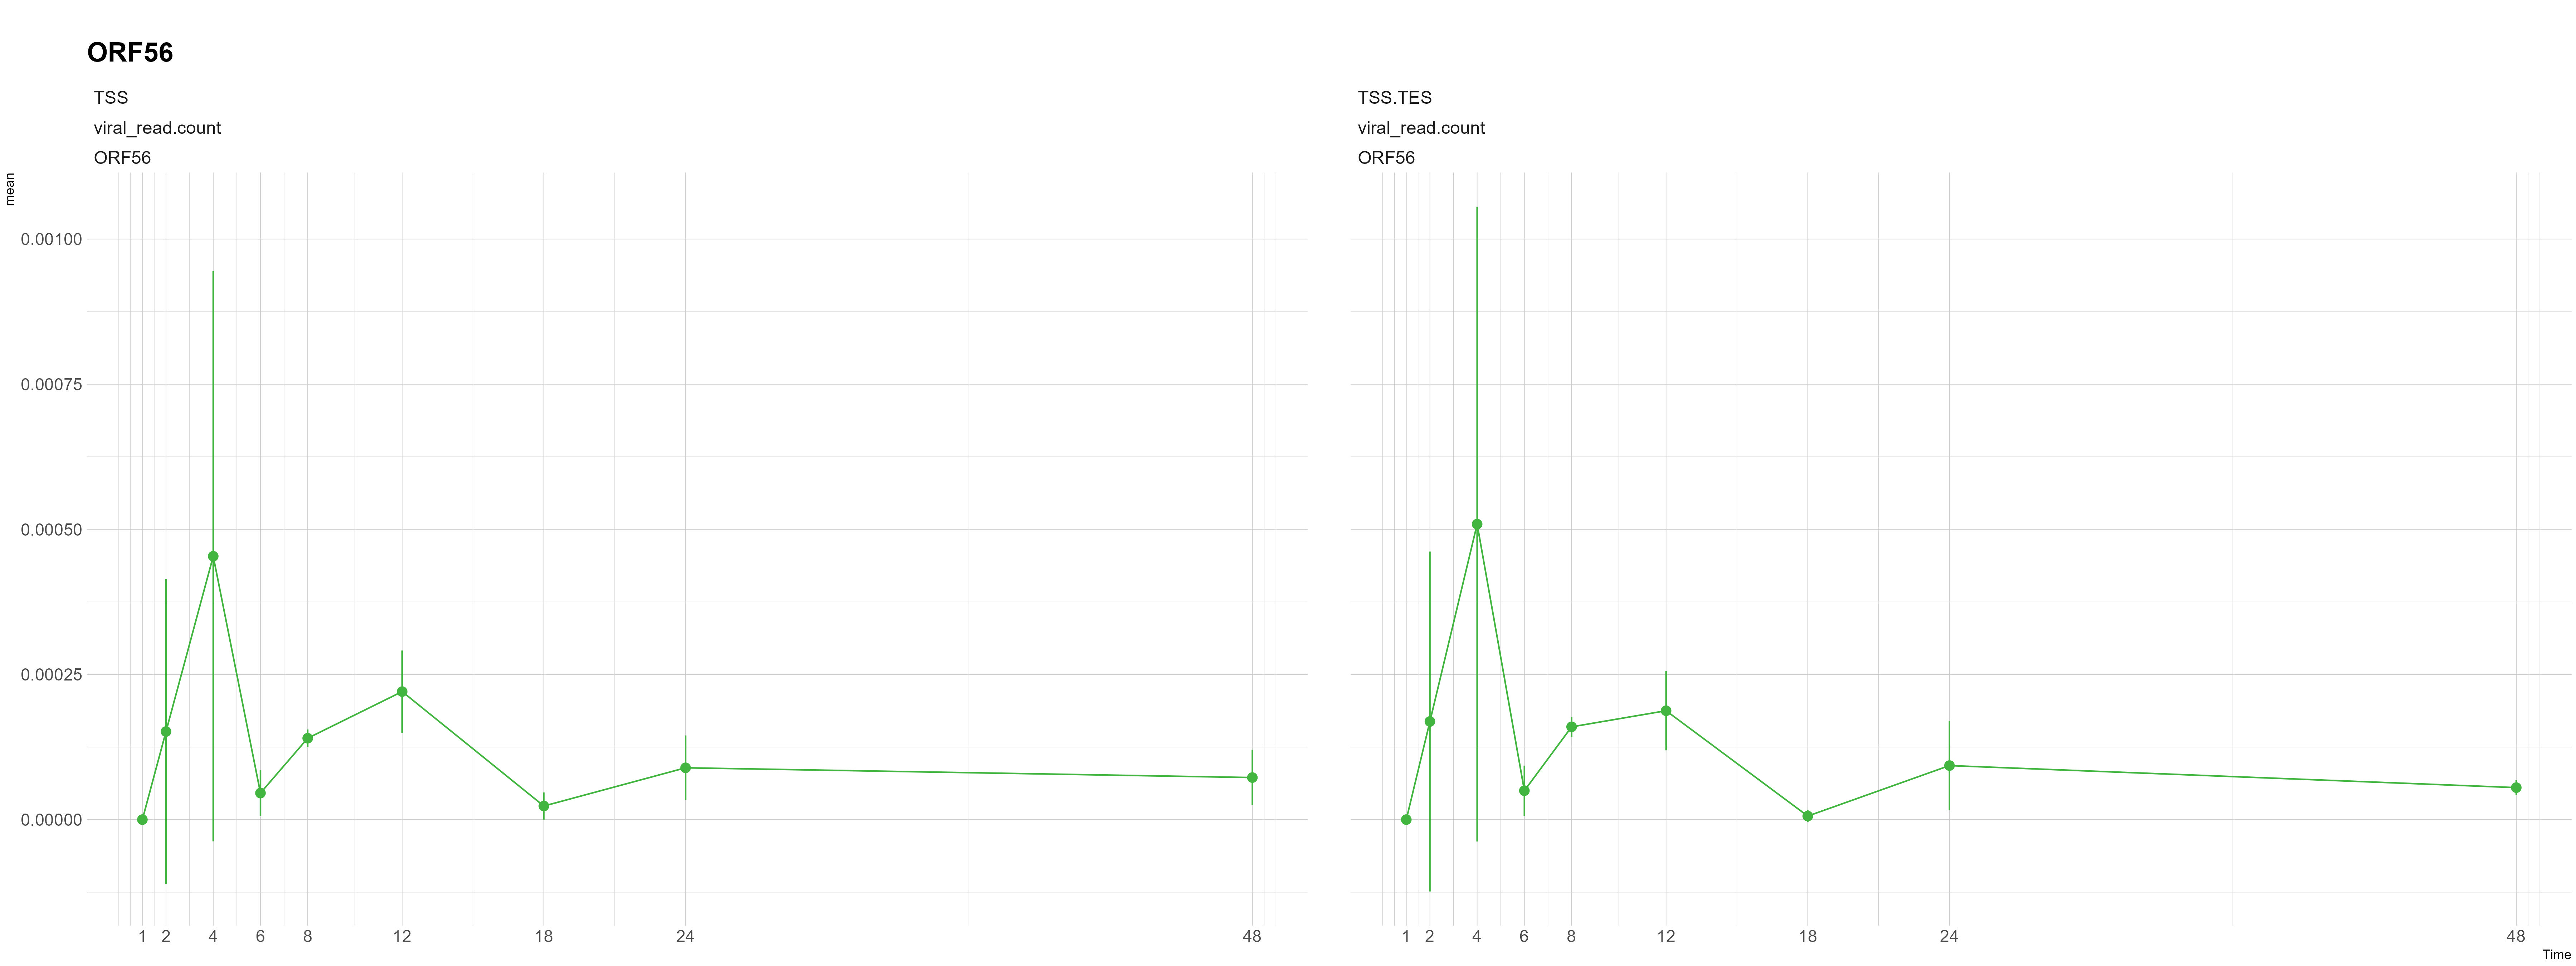 ORF56
TSS
viral_read.count
ORF56
TSS.TES
viral_read.count
ORF56
mean
0.00100
0.00075
0.00050
0.00025
0.00000
1 2 4 6 8 12 18 24 48
1 2 4 6 8 12 18 24 48
Time